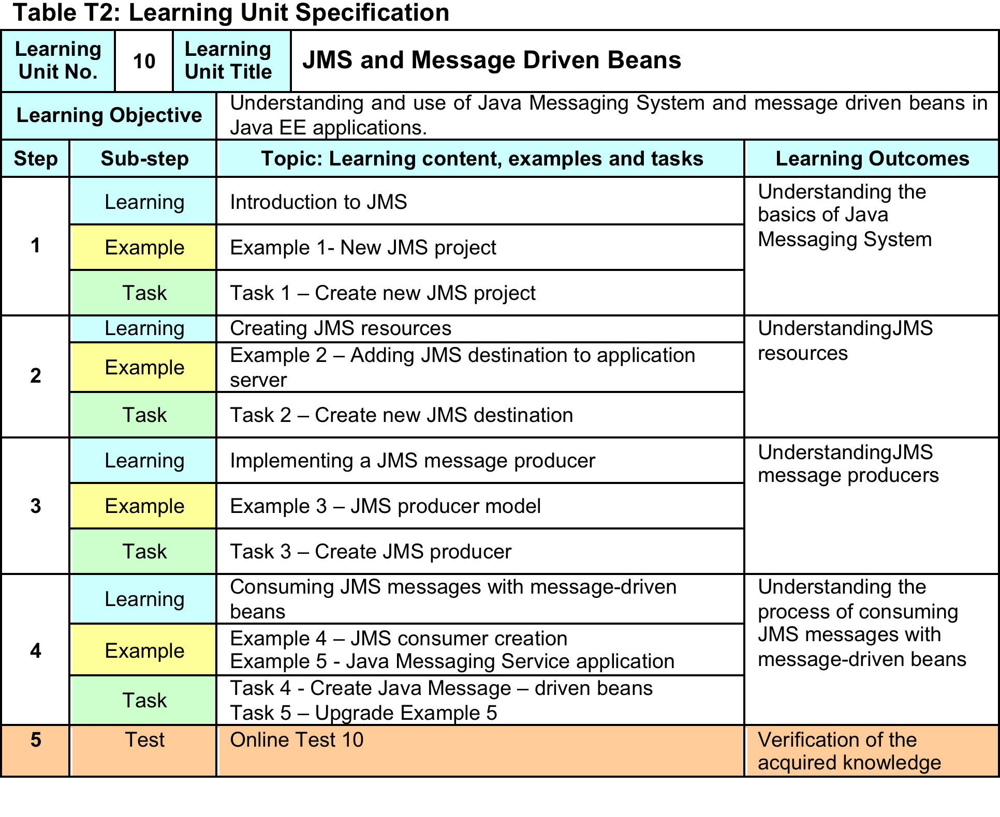 Table T2: Learning Unit Specification
Learning Unit No.
10
Learning Unit Title
JMS and Message Driven Beans
Learning Objective
Understanding and use of Java Messaging System and message driven beans in
Java EE applications.
Step
Sub-step
Topic: Learning content, examples and tasks
Learning Outcomes
1
Learning
Introduction to JMS
Understanding the
basics of Java
Messaging System
Example
Example 1- New JMS project
Task
Task 1 – Create new JMS project
2
Learning
Creating JMS resources
UnderstandingJMS
resources
Example
Example 2 – Adding JMS destination to application
server
Task
Task 2 – Create new JMS destination
3
Learning
Implementing a JMS message producer
UnderstandingJMS
message producers
Example
Example 3 – JMS producer model
Task
Task 3 – Create JMS producer
4
Learning
Consuming JMS messages with message-driven
beans
Understanding the
process of consuming
JMS messages with
message-driven beans
Example
Example 4 – JMS consumer creation
Example 5 - Java Messaging Service application
Task
Task 4 - Create Java Message – driven beans
Task 5 – Upgrade Example 5
5
Test
Online Test 10
Verification of the
acquired knowledge